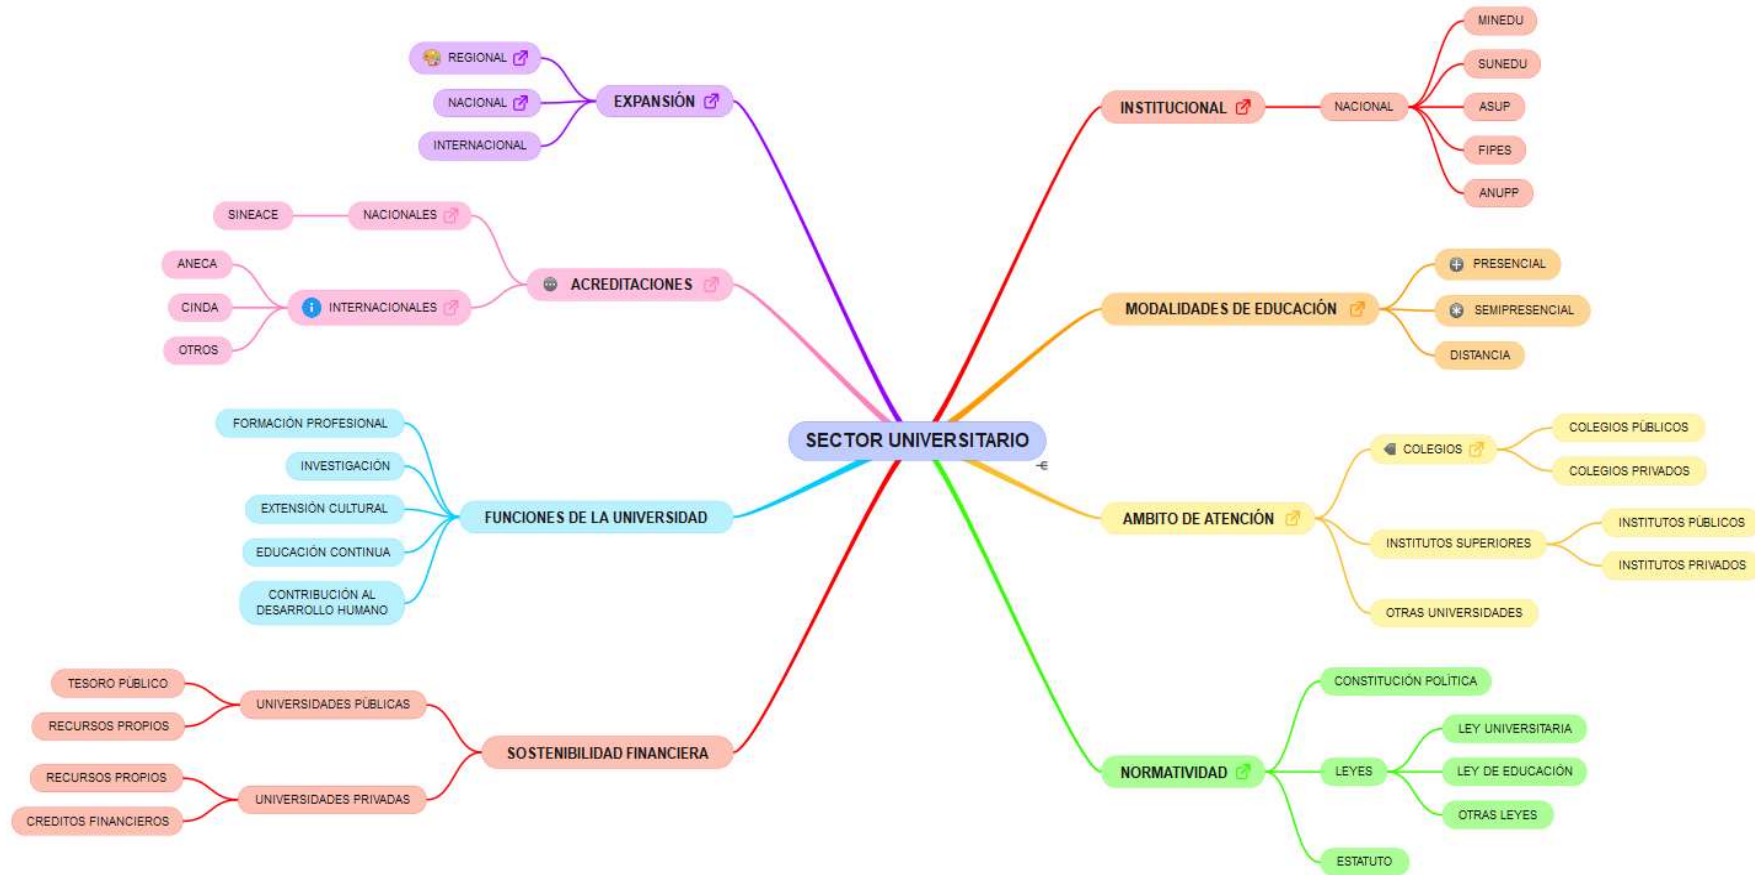 SECTOR UNIVERSITARIO
INSTITUCIONAL
NACIONAL
MINEDU
SUNEDU
ASUP
FIPES
ANUPP
MODALIDADES DE EDUCACIÓN
PRESENCIAL
SEMIPRESENCIAL
DISTANCIA
AMBITO DE ATENCIÓN
COLEGIOS
COLEGIOS PÚBLICOS
COLEGIOS PRIVADOS
INSTITUTOS SUPERIORES
INSTITUTOS PÚBLICOS
INSTITUTOS PRIVADOS
OTRAS UNIVERSIDADES
NORMATIVIDAD
CONSTITUCIÓN POLÍTICA
LEYES
LEY UNIVERSITARIA
LEY DE EDUCACIÓN
OTRAS LEYES
ESTATUTO
EXPANSIÓN
REGIONAL
NACIONAL
INTERNACIONAL
ACREDITACIONES
NACIONALES
SINEACE
INTERNACIONALES
ANECA
CINDA
OTROS
FUNCIONES DE LA UNIVERSIDAD
FORMACIÓN PROFESIONAL
INVESTIGACIÓN
EXTENSIÓN CULTURAL
EDUCACIÓN CONTINUA
CONTRIBUCIÓN AL
DESARROLLO HUMANO
SOSTENIBILIDAD FINANCIERA
UNIVERSIDADES PÚBLICAS
TESORO PÚBLICO
RECURSOS PROPIOS
UNIVERSIDADES PRIVADAS
RECURSOS PROPIOS
CREDITOS FINANCIEROS